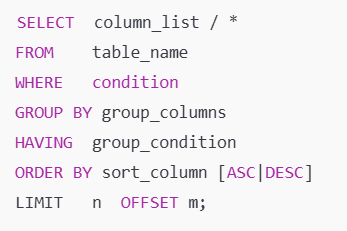 SELECT column_list / *
FROM table_name
WHERE condition
GROUP BY group_columns
HAVING group_condition
ORDER BY sort_column [ASC|DESC]
LIMIT n OFFSET m;